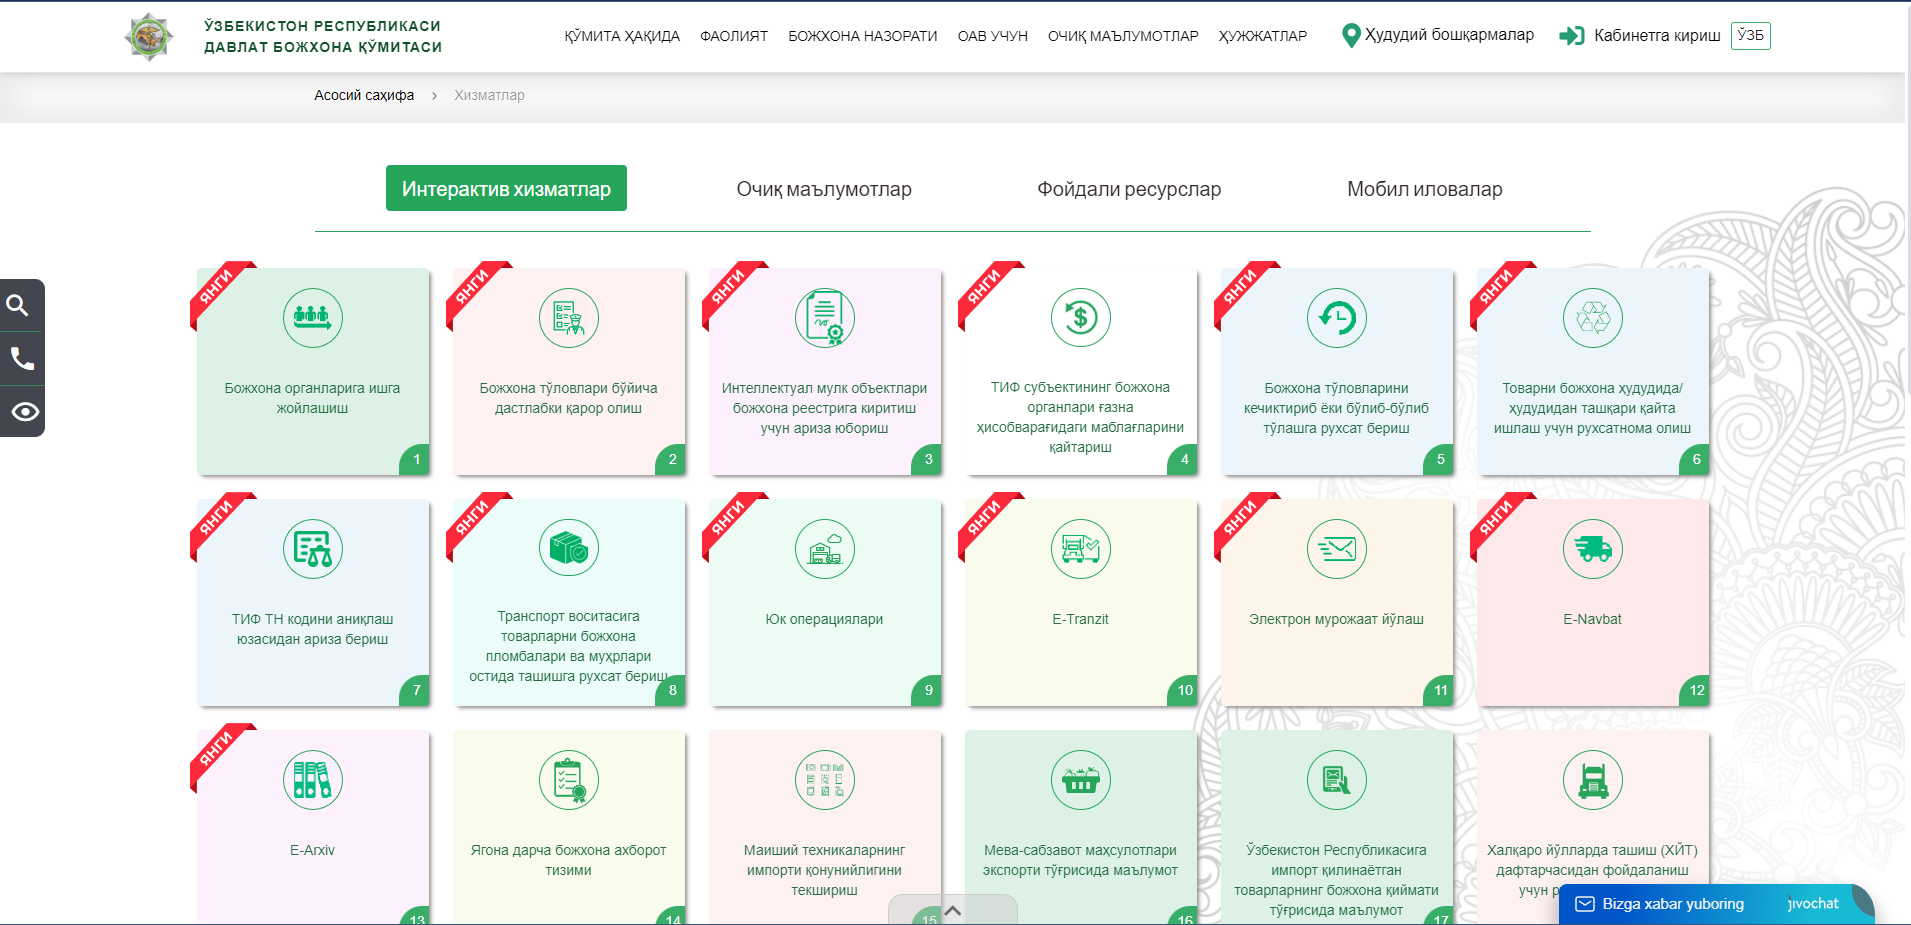 ЎЗБЕКИСТОН РЕСПУБЛИКАСИ
ДАВЛАТ БОЖХОНА ҚЎМИТАСИ
ҚЎМИТА ҲАҚИДА ФАОЛИЯТ БОЖХОНА НАЗОРАТИ ОАВ УЧУН ОЧИҚ МАЪЛУМОТЛАР ҲУЖЖАТЛАР Ҳудудий бошқармалар Кабинетга кириш ЎЗБ
Асосий саҳифа > Хизматлар
Интерактив хизматлар Очиқ маълумотлар Фойдали ресурслар Мобил иловалар
ЯНГИ
Божхона органларига ишга
жойлашиш
1
ЯНГИ
Божхона тўловлари бўйича
дастлабки қарор олиш
2
ЯНГИ
Интеллектуал мулк объектлари
божхона реестрига киритиш
учун ариза юбориш
3
ЯНГИ
ТИФ субъектининг божхона
органлари ғазна
ҳисобварағидаги маблағларини
қайтариш
4
ЯНГИ
Божхона тўловларини
кечиктириб ёки бўлиб-бўлиб
тўлашга рухсат бериш
5
ЯНГИ
Товарни божхона ҳудудида/
ҳудудидан ташқари қайта
ишлаш учун рухсатнома олиш
6
ЯНГИ
ТИФ ТН кодини аниқлаш
юзасидан ариза бериш
7
ЯНГИ
Транспорт воситасига
товарларни божхона
пломбалари ва муҳрлари
остида ташишга рухсат бериш
8
ЯНГИ
Юк операциялари
9
ЯНГИ
E-Tranzit
10
ЯНГИ
Электрон мурожаат йўлаш
11
ЯНГИ
E-Navbat
12
ЯНГИ
E-Arxiv
13
Ягона дарча божхона ахборот
тизими
14
Маиший техникаларнинг
импорти қонунийлигини
текшириш
15
Мева-сабзавот маҳсулотлари
экспорти тўғрисида маълумот
16
Ўзбекистон Республикасига
импорт қилинаётган
товарларнинг божхона қиймати
тўғрисида маълумот
17
Халқаро йўлларда ташиш (ХЙТ)
дафтарчасидан фойдаланиш
учун
Bizga xabar yuboring jivochat